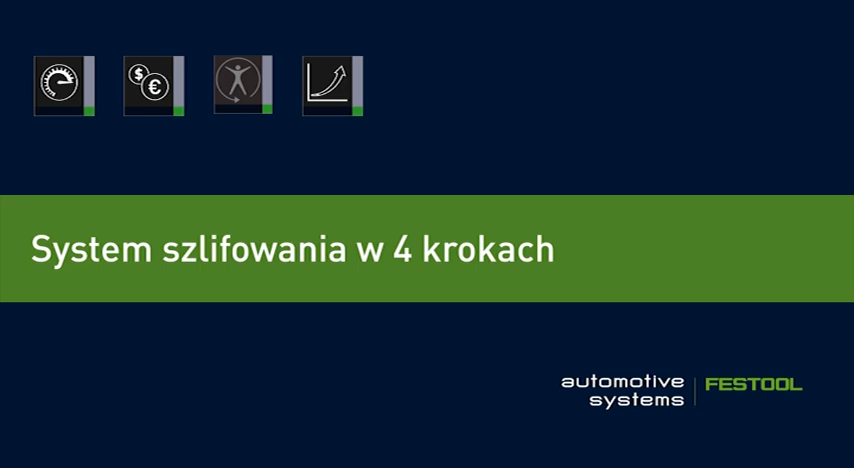 $ €
System szlifowania w 4 krokach
automotive
systems
FESTOOL